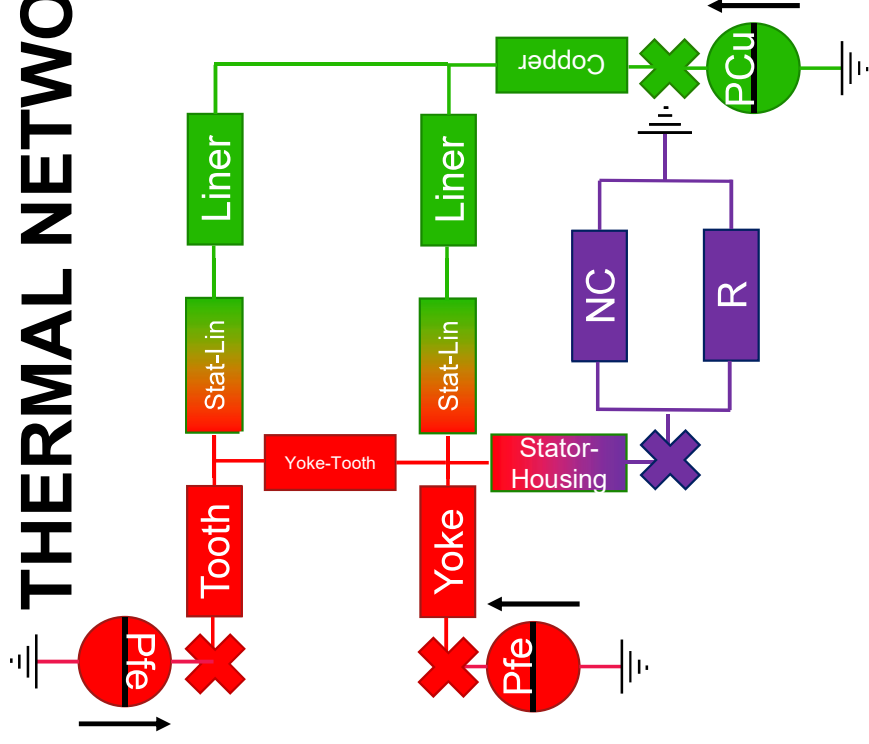 THERMAL NETWO
Copper
PCu
Liner
Liner
NC
R
Stat-Lin
Stat-Lin
Yoke-Tooth
Stator-
Housing
Tooth
Yoke
Pfe
Pfe